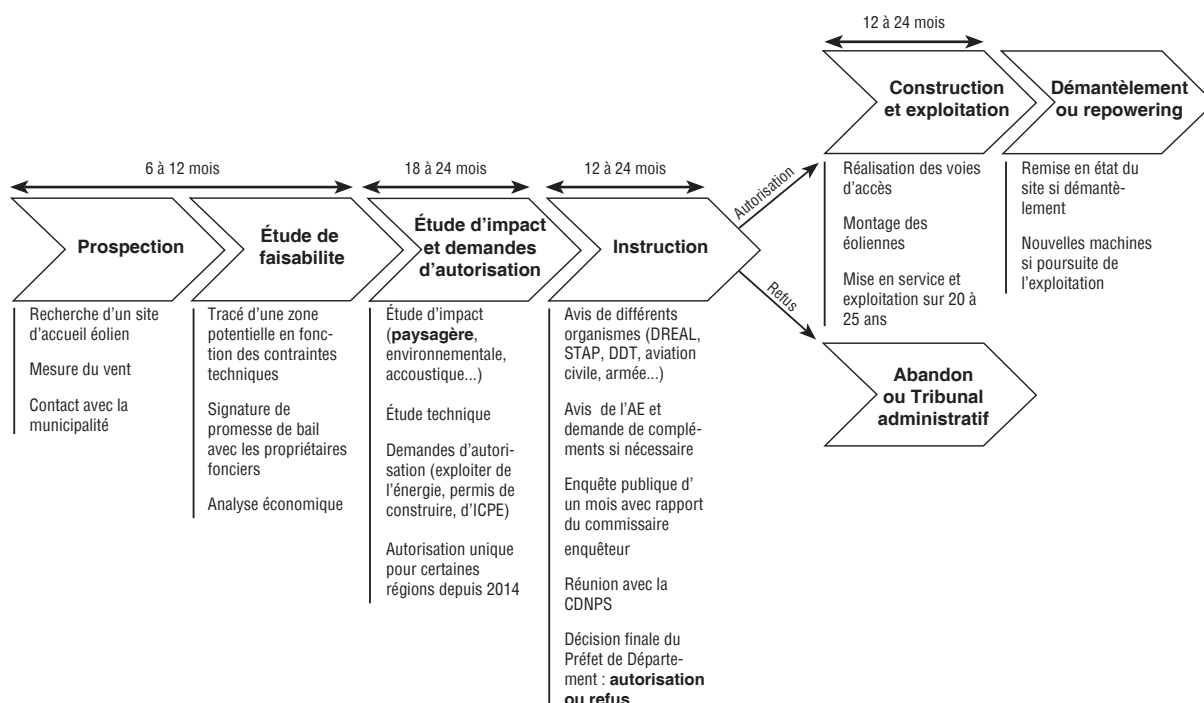 6 à 12 mois
Prospection
Recherche d'un site
d'accueil éolien
Mesure du vent
Contact avec la
municipalité
Étude de
faisabilite
Tracé d'une zone
potentielle en fonc-
tion des contraintes
techniques
Signature de
promesse de bail
avec les propriétaires
fonciers
Analyse économique
18 à 24 mois
Étude d'impact
et demandes
d'autorisation
Étude d'impact
(paysagère,
environnementale,
accoustique...)
Étude technique
Demandes d'autori-
sation (exploiter de
l'énergie, permis de
construire, d'ICPE)
Autorisation unique
pour certaines
régions depuis 2014
12 à 24 mois
Instruction
Avis de différents
organismes (DREAL,
STAP, DDT, aviation
civile, armée...)
Avis de l'AE et
demande de complé-
ments si nécessaire
Enquête publique d'
un mois avec rapport
du commissaire
enquêteur
Réunion avec la
CDNPS
Décision finale du
Préfet de Départe-
ment : autorisation
ou refus
Autorisation
12 à 24 mois
Construction
et exploitation
Réalisation des voies
d'accès
Montage des
éoliennes
Mise en service et
exploitation sur 20 à
25 ans
Démantèlement
ou repowering
Remise en état du
site si démantè-
lement
Nouvelles machines
si poursuite de
l'exploitation
Refus
Abandon
ou Tribunal
administratif